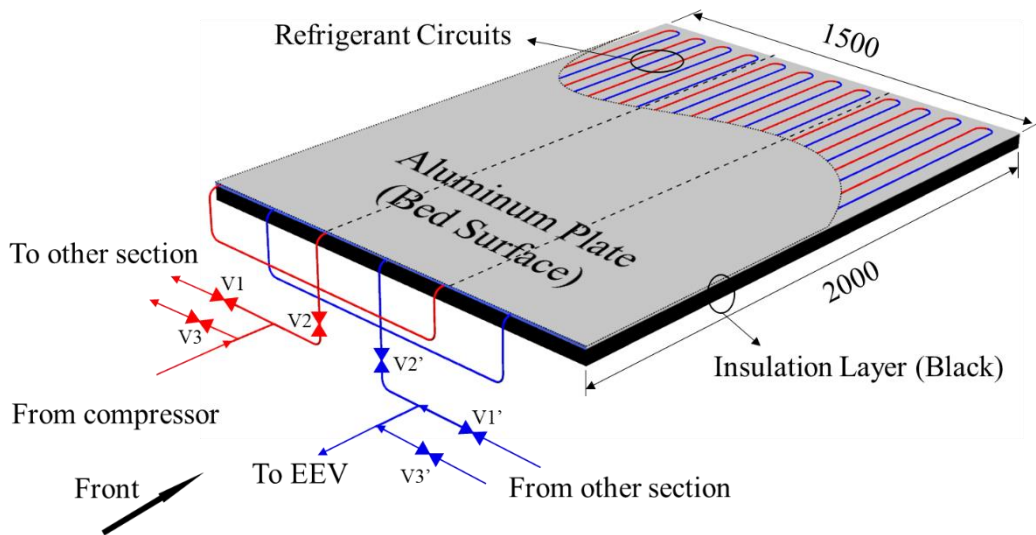 Refrigerant Circuits
1500
Aluminum Plate
(Bed Surface)
To other section
V1
V3
V2
2000
Insulation Layer (Black)
V2’
From compressor
V1’
To EEV
V3’
From other section
Front